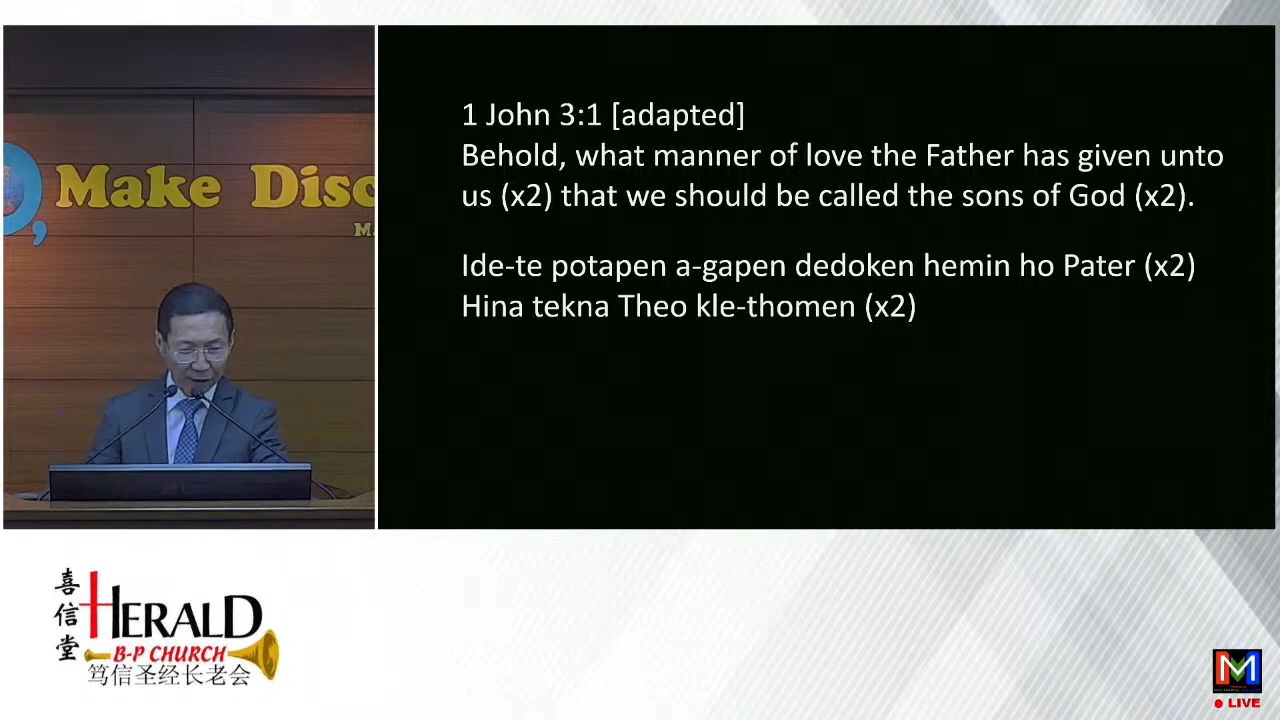 Make Disc
M
1 John 3:1 [adapted]
Behold, what manner of love the Father has given unto
us (x2) that we should be called the sons of God (x2).
Ide-te potapen a-gapen dedoken hemin ho Pater (x2)
Hina tekna Theo kle-thomen (x2)
喜信堂
HERALD
B-P CHURCH
笃信圣经长老会
M
LIVE